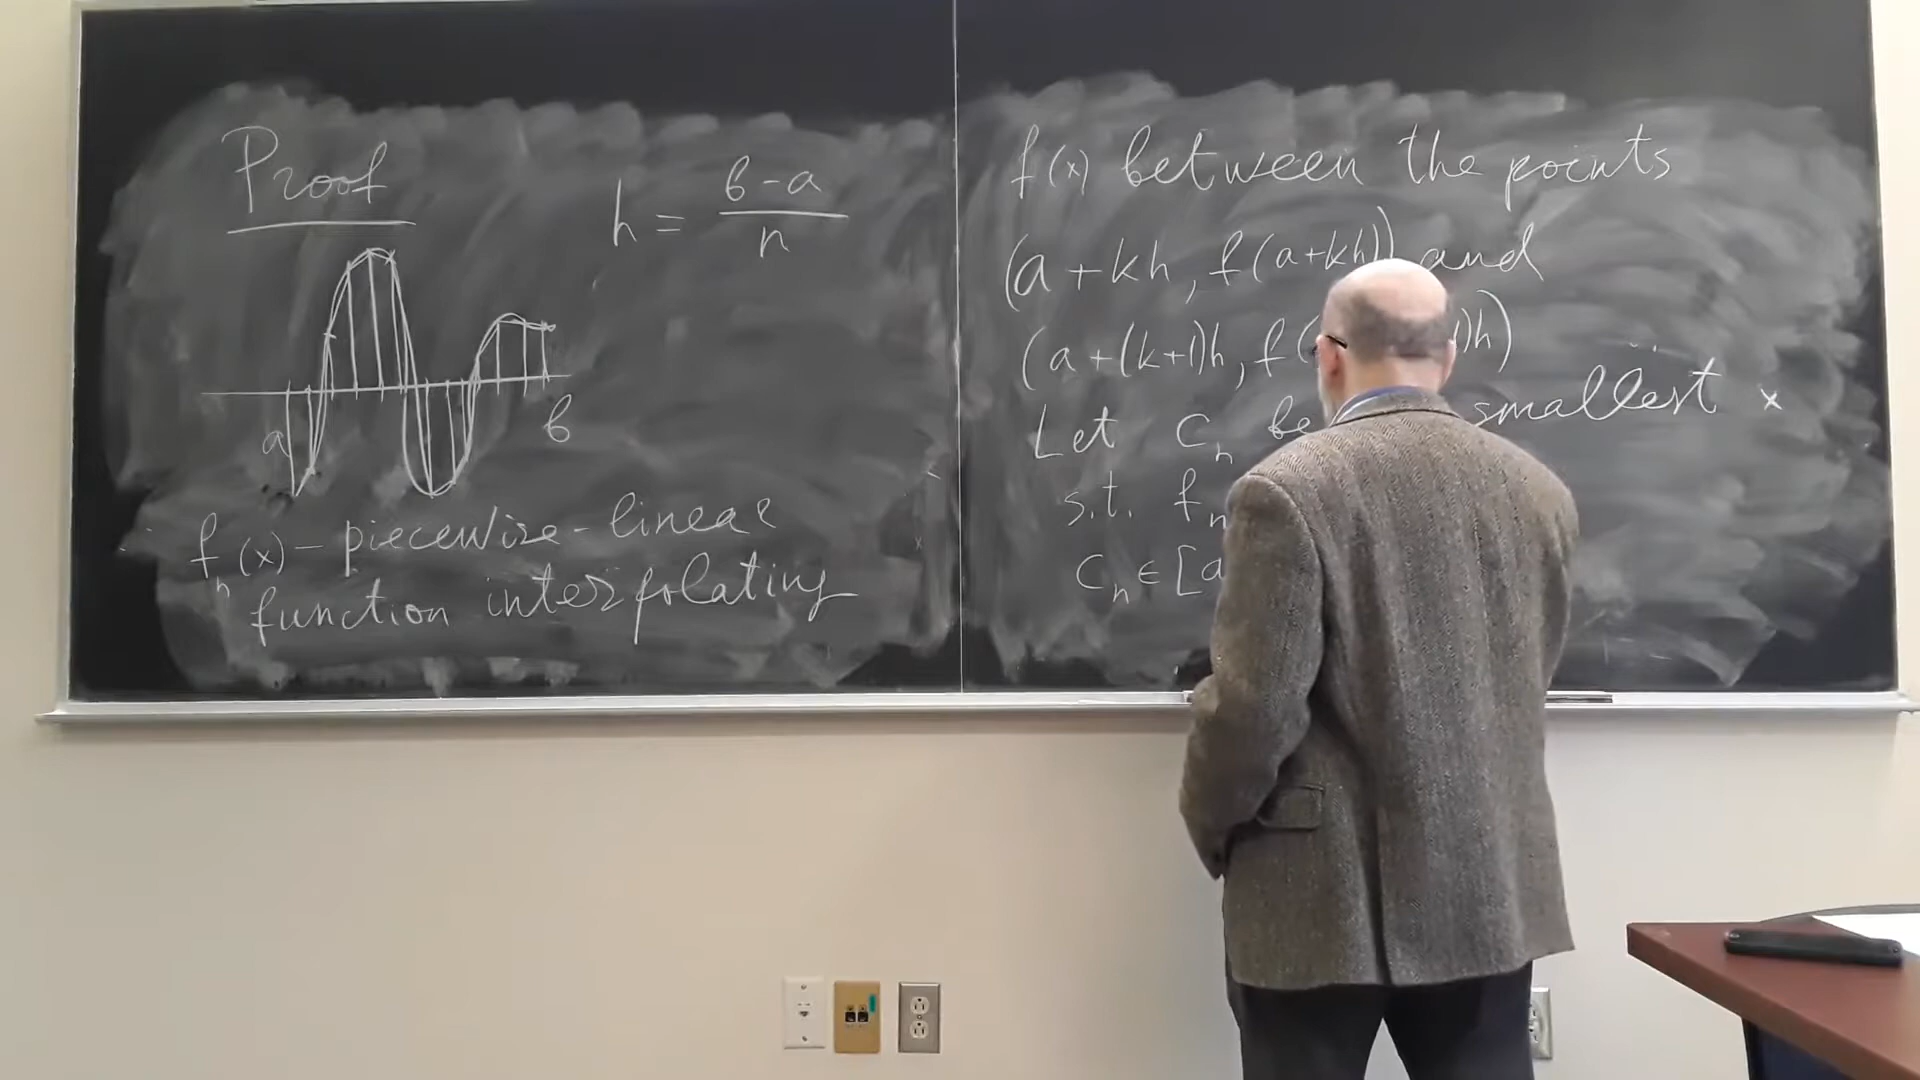 Proof
h = b-a
n
a
b
f_n(x) - piecewise-linear
function interpolating
f(x) between the points
(a+kh, f(a+kh)) and
(a+(k+1)h, f( 1)h)
Let c_n be smallest x
s.t. f_n
c_n ∈ [a